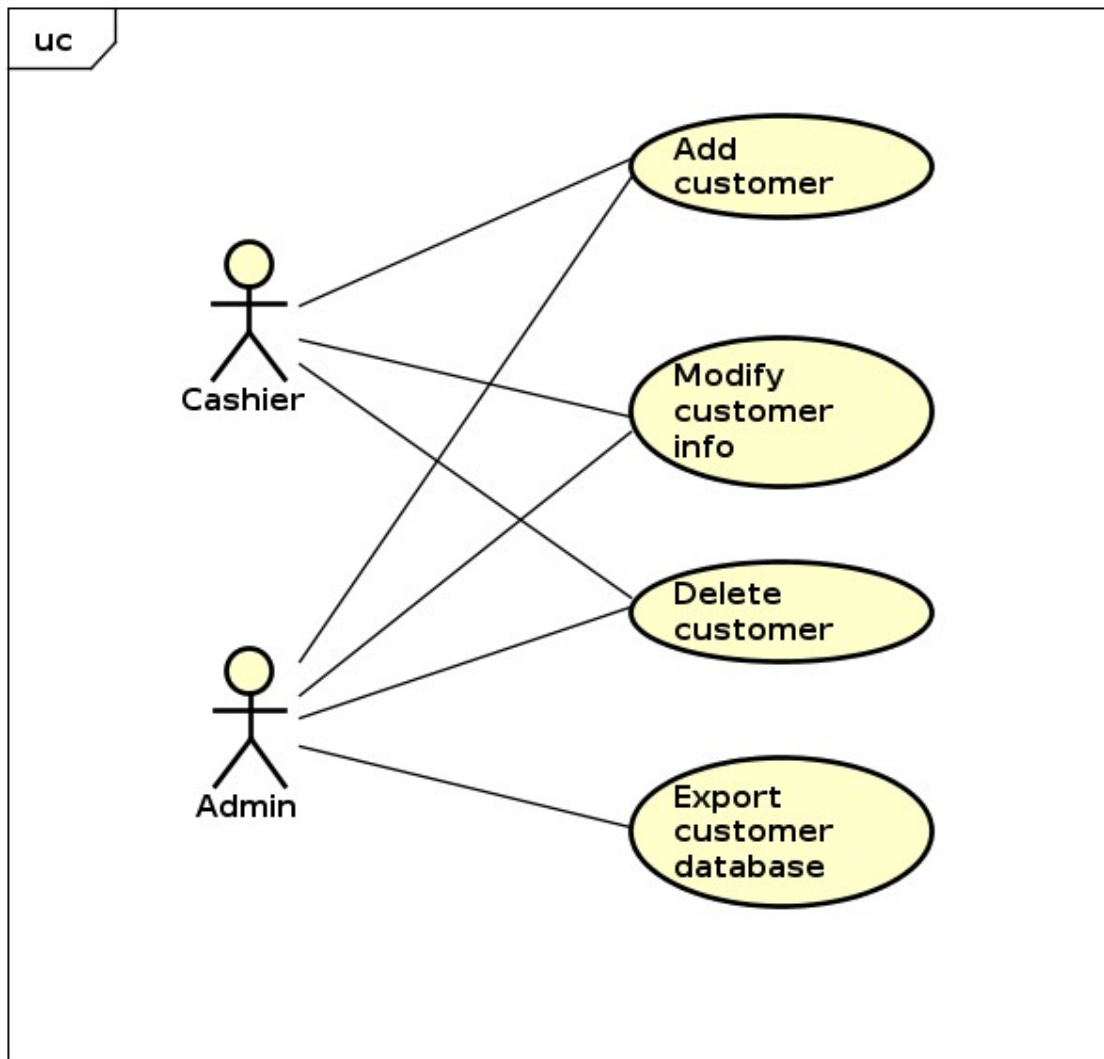 uc
Add
customer
Cashier
Modify
customer
info
Delete
customer
Admin
Export
customer
database